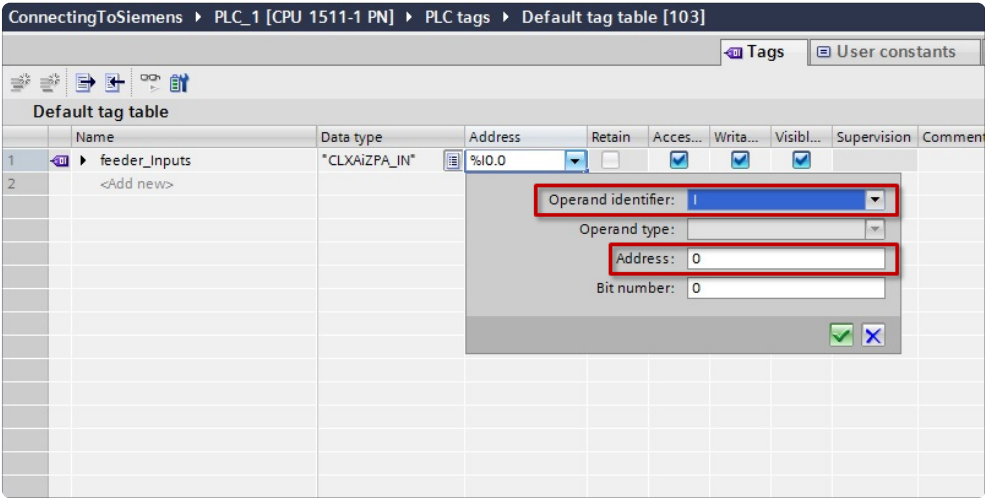 ConnectingToSiemens ▸ PLC_1 [CPU 1511-1 PN] ▸ PLC tags ▸ Default tag table [103]
Tags User constants
Default tag table
Name Data type Address Retain Acces... Writa... Visibl... Supervision Comment
1 feeder_Inputs "CLXAiZPA_IN" %I0.0
2 <Add new>
Operand identifier: I
Operand type:
Address: 0
Bit number: 0